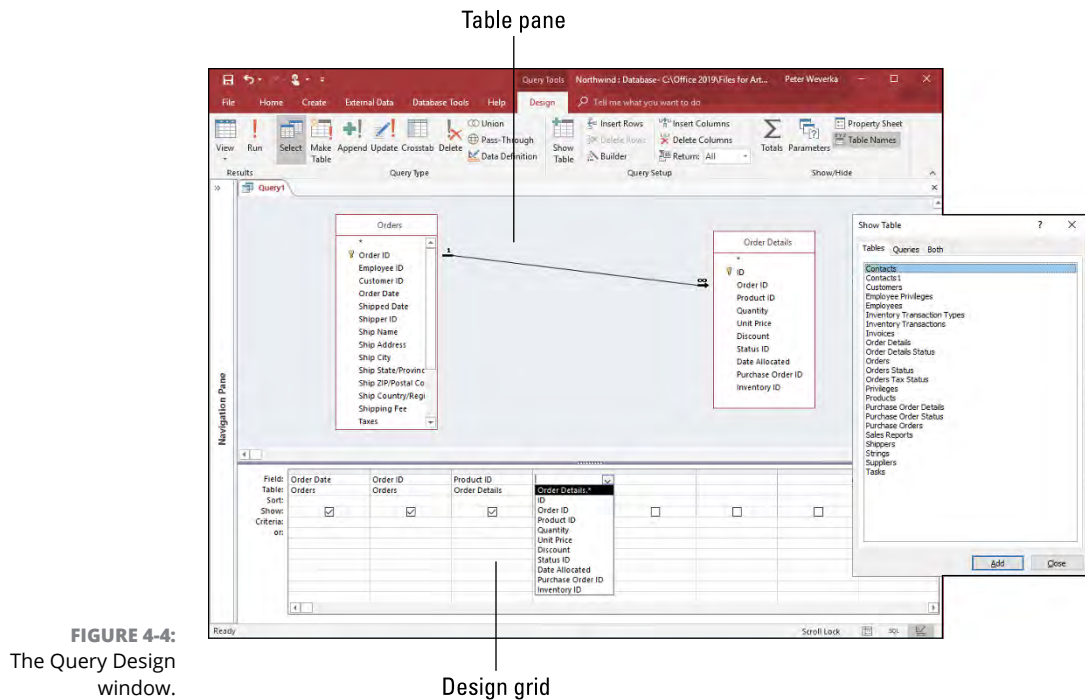 Table pane
Query Tools
Northwind : Database- C:\Office 2019\Files for Art...
Peter Weverka
File
Home
Create
External Data
Database Tools
Help
Design
Tell me what you want to do
View
Run
Select
Make Table
Append
Update
Crosstab
Delete
Union
Pass-Through
Data Definition
Show Table
Insert Rows
Delete Rows
Builder
Insert Columns
Delete Columns
Return: All
Totals
Parameters
Property Sheet
Table Names
Results
Query Type
Query Setup
Show/Hide
Query1
Navigation Pane
Orders
*
Order ID
Employee ID
Customer ID
Order Date
Shipped Date
Shipper ID
Ship Name
Ship Address
Ship City
Ship State/Provinc
Ship ZIP/Postal Co
Ship Country/Regi
Shipping Fee
Taxes
1
∞
Order Details
*
ID
Order ID
Product ID
Quantity
Unit Price
Discount
Status ID
Date Allocated
Purchase Order ID
Inventory ID
Show Table
?
Tables Queries Both
Contacts
Contacts1
Customers
Employee Privileges
Employees
Inventory Transaction Types
Inventory Transactions
Invoices
Order Details
Order Details Status
Orders
Orders Status
Orders Tax Status
Privileges
Products
Purchase Order Details
Purchase Order Status
Purchase Orders
Sales Reports
Shippers
Strings
Suppliers
Tasks
Add
Close
Field: Order Date Order ID Product ID
Table: Orders Orders Order Details
Sort:
Show:
Criteria:
or:
Order Details.*
ID
Order ID
Product ID
Quantity
Unit Price
Discount
Status ID
Date Allocated
Purchase Order ID
Inventory ID
Ready
Scroll Lock
SQL
FIGURE 4-4:
The Query Design
window.
Design grid